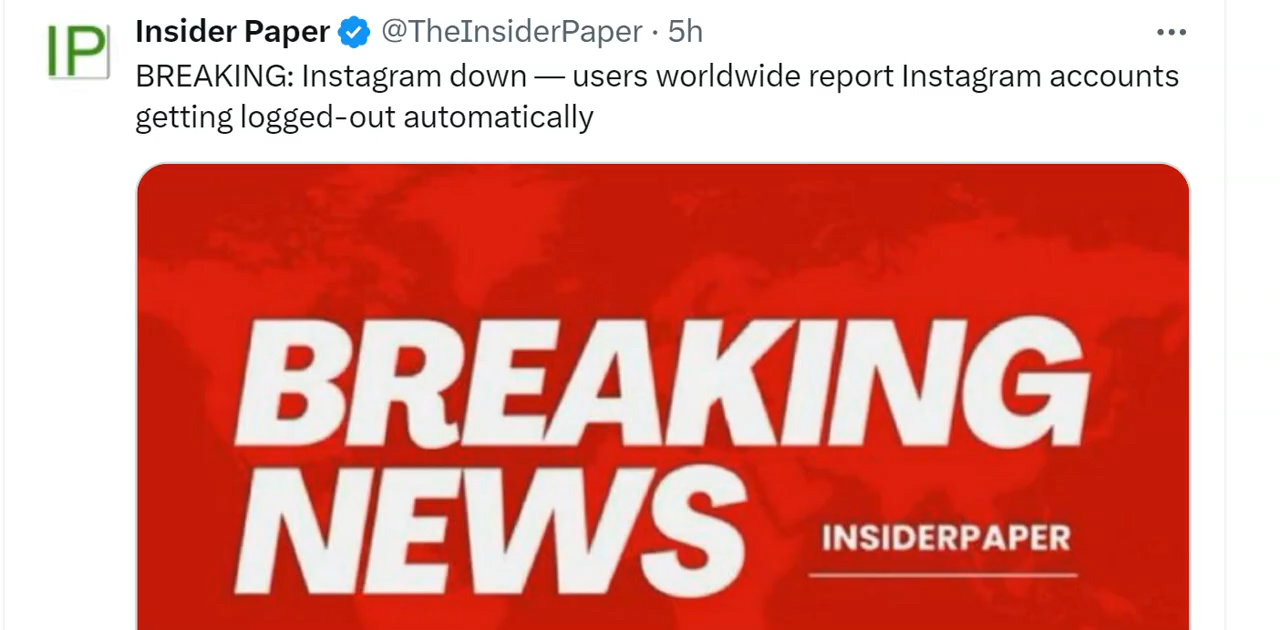 IP
Insider Paper @TheInsiderPaper · 5h
BREAKING: Instagram down — users worldwide report Instagram accounts
getting logged-out automatically
BREAKING
NEWS
INSIDERPAPER